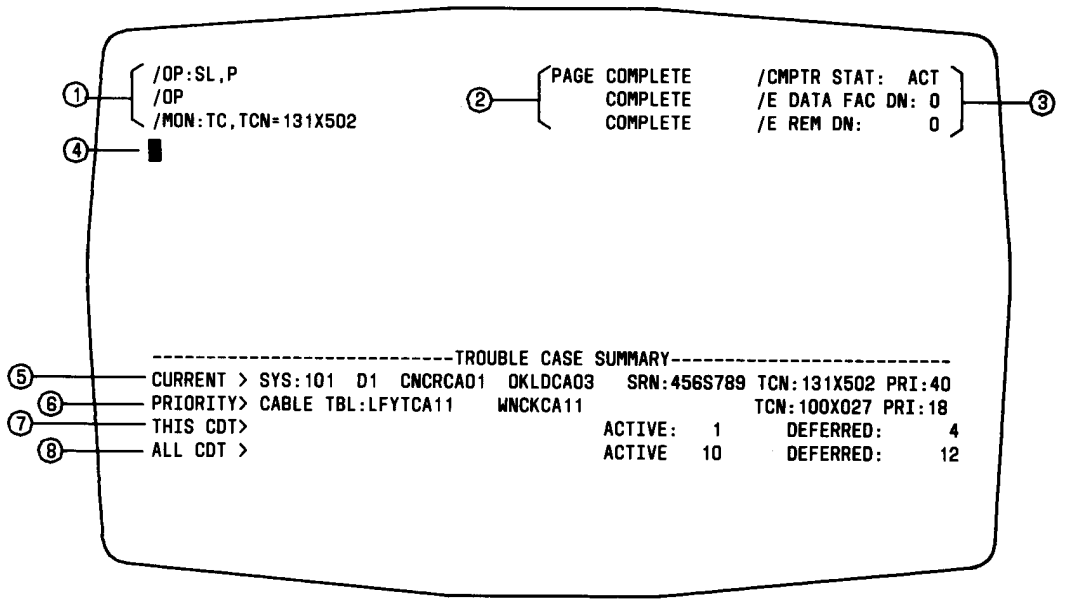 ① /OP:SL,P ② PAGE COMPLETE /CMPTR STAT: ACT ③
/OP COMPLETE /E DATA FAC DN: 0
/MON:TC,TCN=131X502 COMPLETE /E REM DN: 0
④
---------------------------TROUBLE CASE SUMMARY-------------------------
⑤ CURRENT > SYS:101 D1 CNCRCA01 OKLDCA03 SRN:456S789 TCN:131X502 PRI:40
⑥ PRIORITY> CABLE TBL:LFYTCA11 WNCKCA11 TCN:100X027 PRI:18
⑦ THIS CDT> ACTIVE: 1 DEFERRED: 4
⑧ ALL CDT > ACTIVE 10 DEFERRED: 12